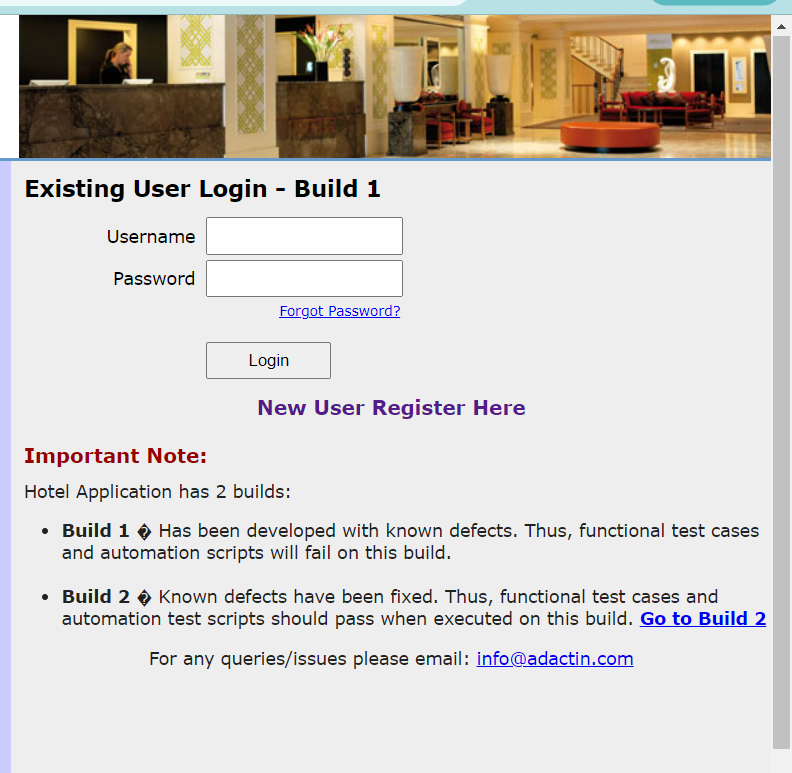 Existing User Login - Build 1
Username
Password
Forgot Password?
Login
New User Register Here
Important Note:
Hotel Application has 2 builds:
• Build 1 � Has been developed with known defects. Thus, functional test cases
and automation scripts will fail on this build.
• Build 2 � Known defects have been fixed. Thus, functional test cases and
automation test scripts should pass when executed on this build. Go to Build 2
For any queries/issues please email: info@adactin.com